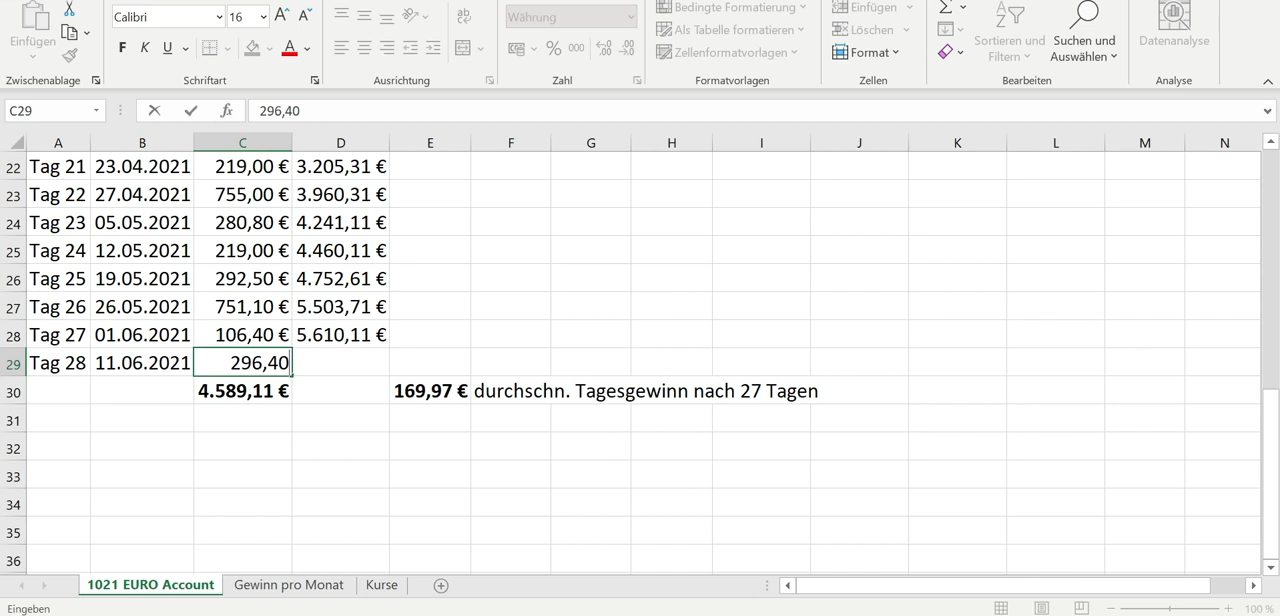 Calibri 16 A A ab Währung Bedingte Formatierung Einfügen Σ A Z
Einfügen Als Tabelle formatieren Löschen Sortieren und Filtern Suchen und Auswählen Datenanalyse
F K U A % 000 Zellenformatvorlagen Format
Zwischenablage Schriftart Ausrichtung Zahl Formatvorlagen Zellen Bearbeiten Analyse
C29 fx 296,40
A B C D E F G H I J K L M N
22 Tag 21 23.04.2021 219,00 € 3.205,31 €
23 Tag 22 27.04.2021 755,00 € 3.960,31 €
24 Tag 23 05.05.2021 280,80 € 4.241,11 €
25 Tag 24 12.05.2021 219,00 € 4.460,11 €
26 Tag 25 19.05.2021 292,50 € 4.752,61 €
27 Tag 26 26.05.2021 751,10 € 5.503,71 €
28 Tag 27 01.06.2021 106,40 € 5.610,11 €
29 Tag 28 11.06.2021 296,40
30 4.589,11 € 169,97 € durchschn. Tagesgewinn nach 27 Tagen
31
32
33
34
35
36
1021 EURO Account Gewinn pro Monat Kurse
Eingeben 100 %